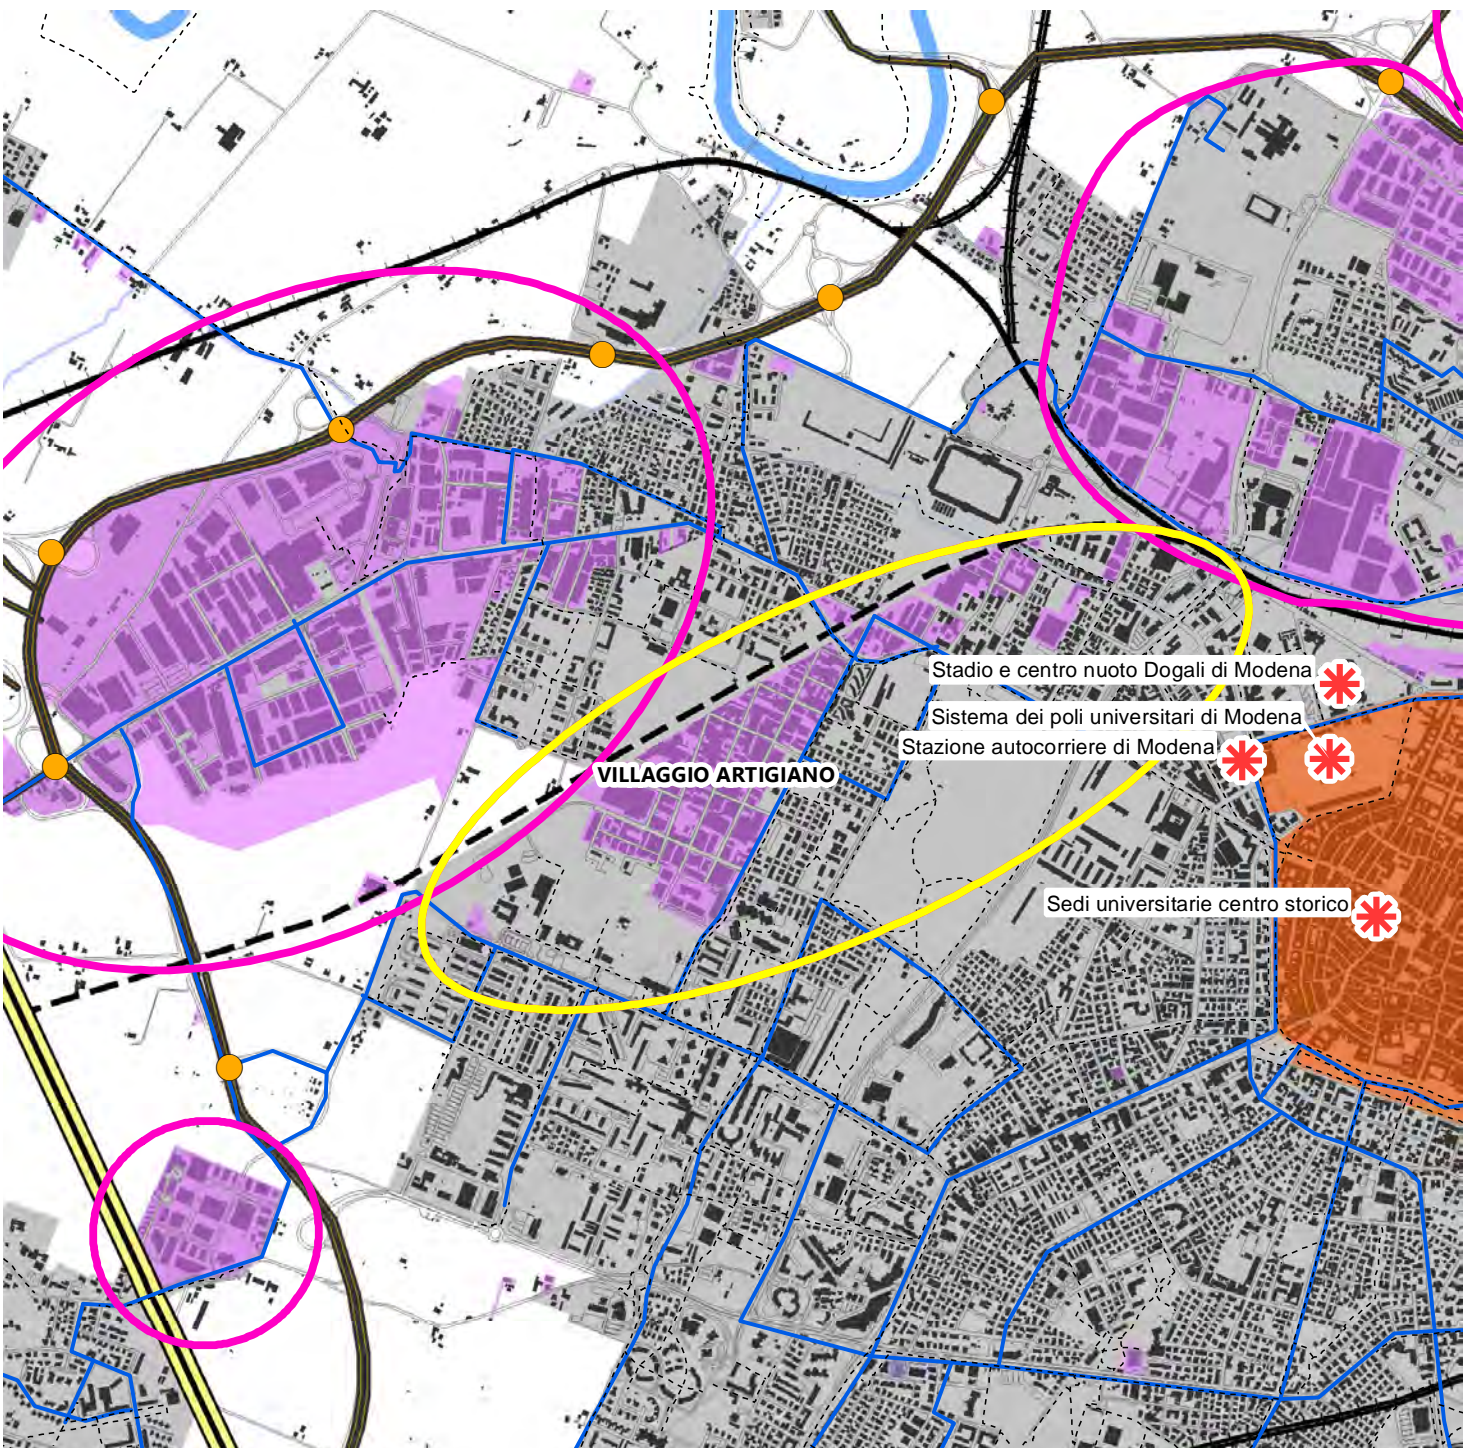 Stadio e centro nuoto Dogali di Modena
Sistema dei poli universitari di Modena
Stazione autocorriere di Modena
VILLAGGIO ARTIGIANO
Sedi universitarie centro storico